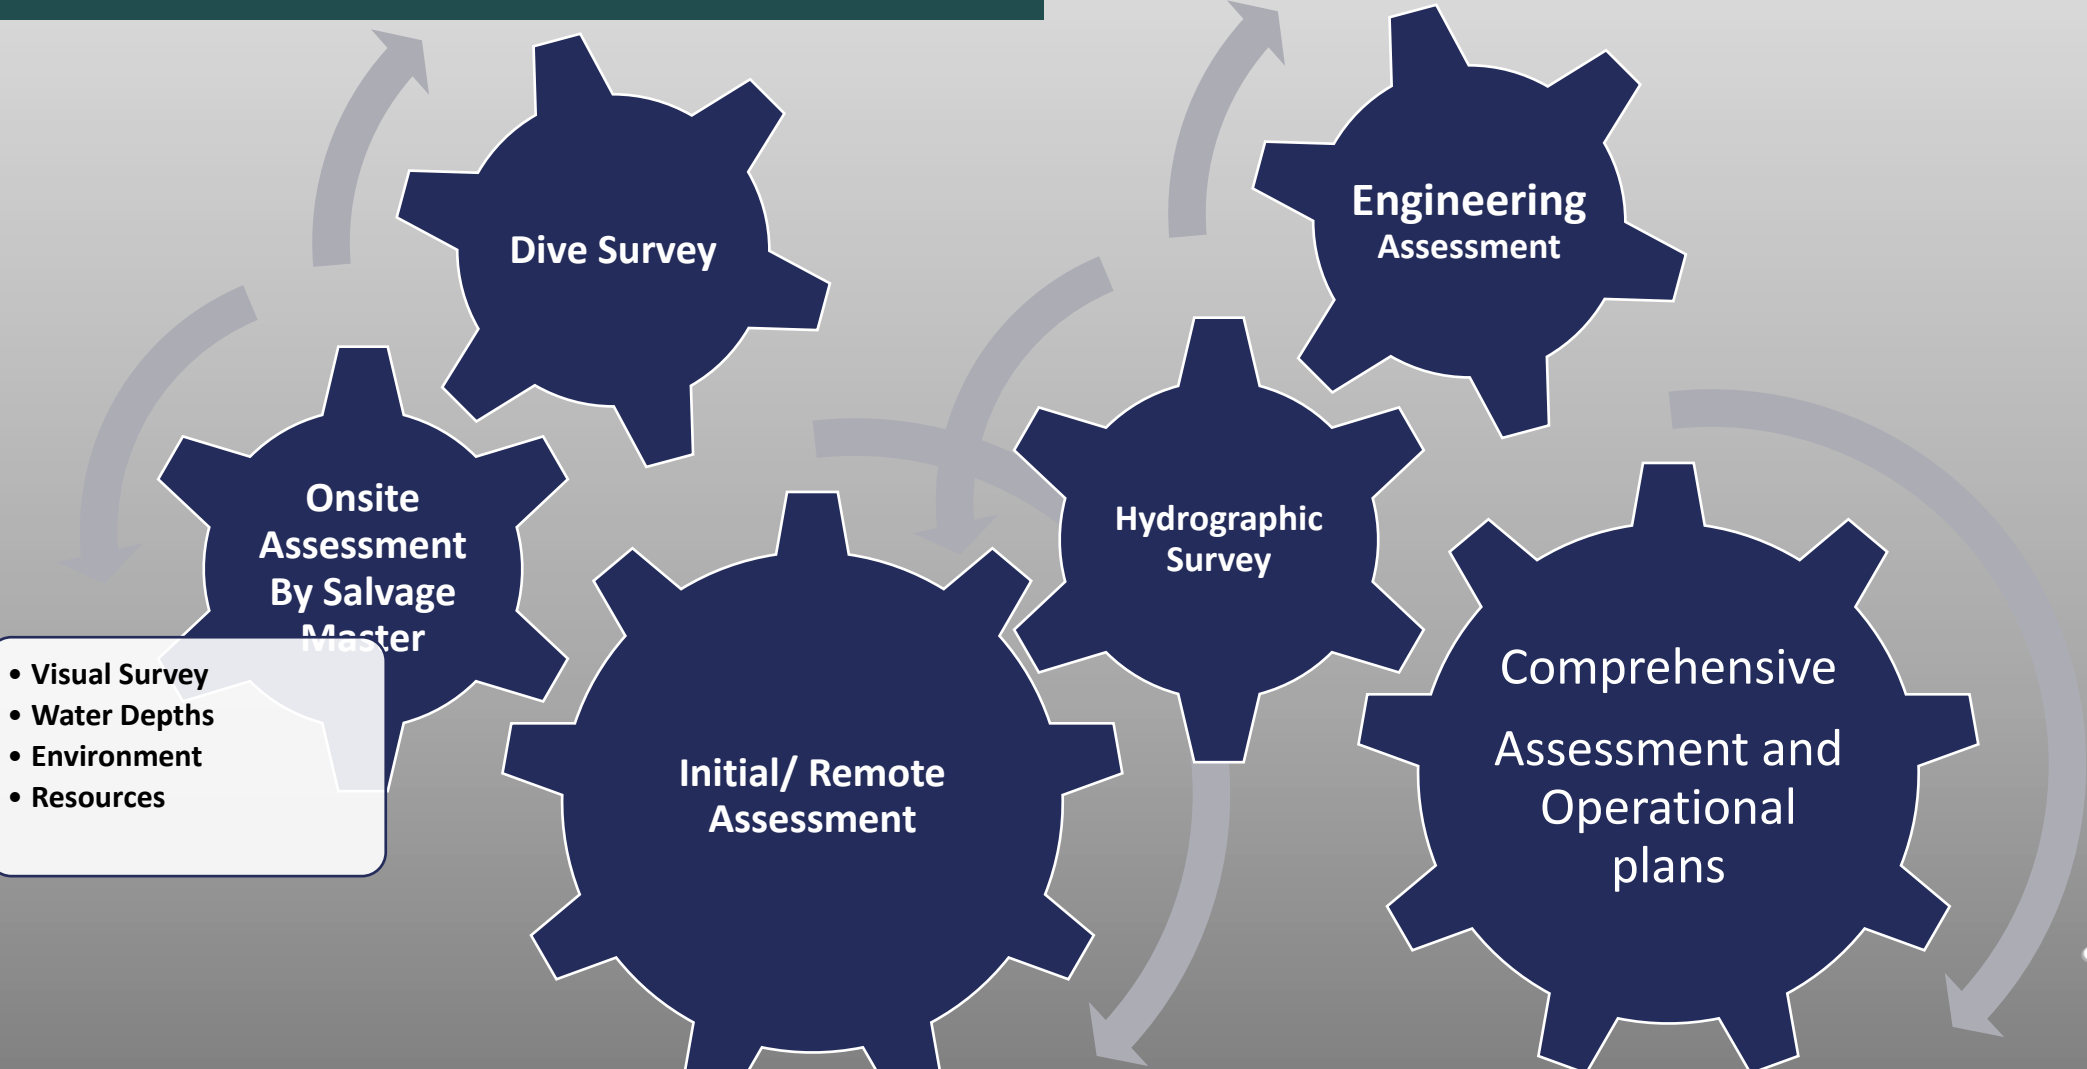 Dive Survey
Engineering
Assessment
Onsite
Assessment
By Salvage
Master
• Visual Survey
• Water Depths
• Environment
• Resources
Hydrographic
Survey
Initial/ Remote
Assessment
Comprehensive
Assessment and
Operational
plans